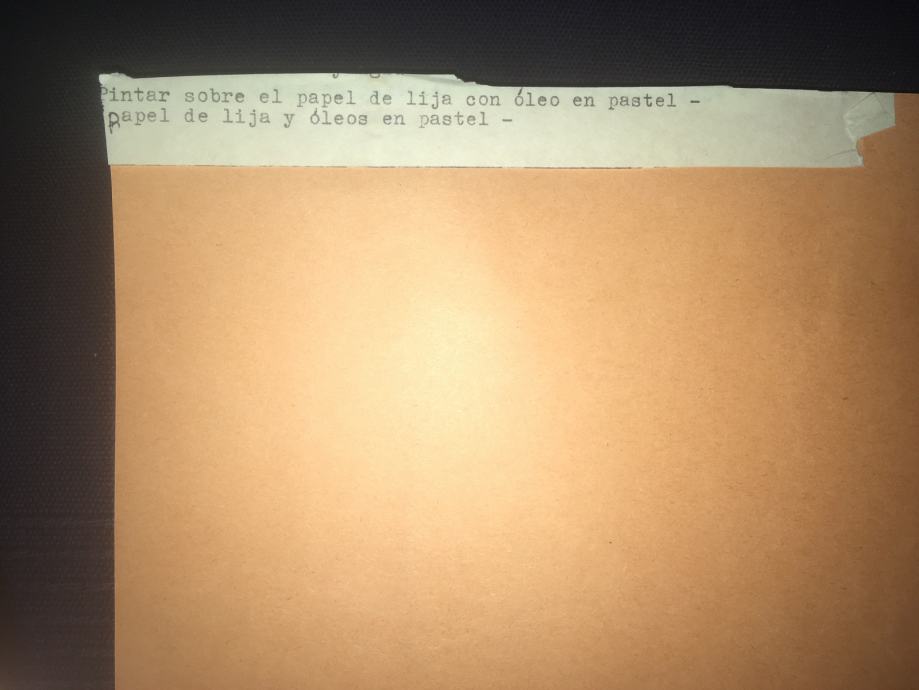 Pintar sobre el papel de lija con óleo en pastel -
Papel de lija y óleos en pastel -